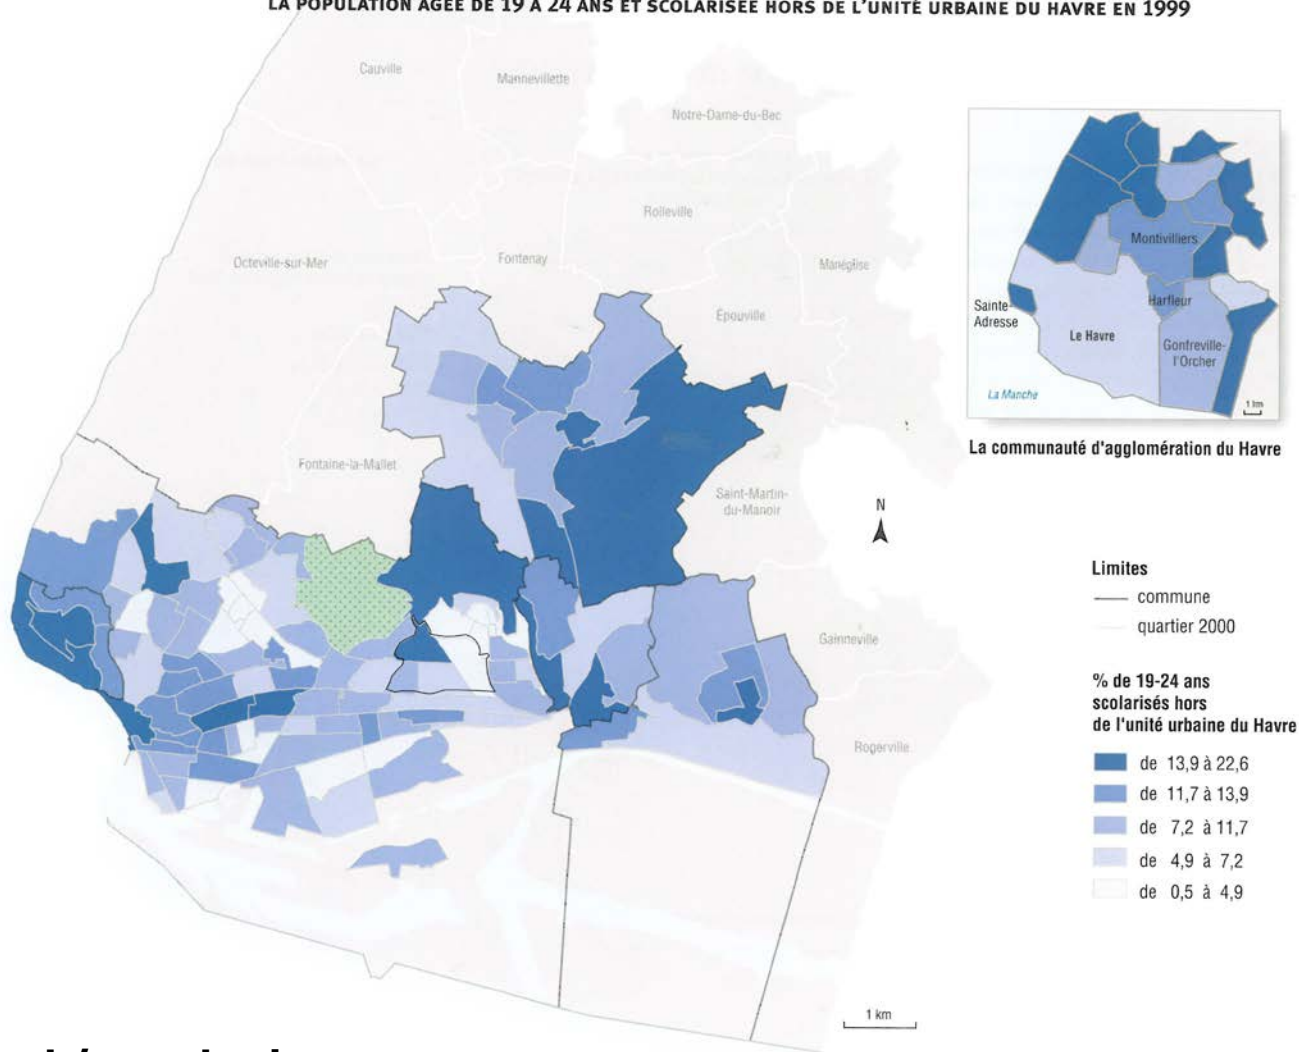 LA POPULATION AGÉE DE 19 À 24 ANS ET SCOLARISÉE HORS DE L'UNITÉ URBAINE DU HAVRE EN 1999
Cauville
Mannevillette
Notre-Dame-du-Bec
Rolleville
Octeville-sur-Mer
Fontenay
Manéglise
Épouville
Fontaine-la-Mallet
Saint-Martin-
du-Manoir
Gainneville
Rogerville
Montivilliers
Sainte-
Adresse
Harfleur
Le Havre
Gonfreville-
l'Orcher
La Manche
1 km
La communauté d'agglomération du Havre
N
Limites
commune
quartier 2000
% de 19-24 ans
scolarisés hors
de l'unité urbaine du Havre
de 13,9 à 22,6
de 11,7 à 13,9
de 7,2 à 11,7
de 4,9 à 7,2
de 0,5 à 4,9
1 km